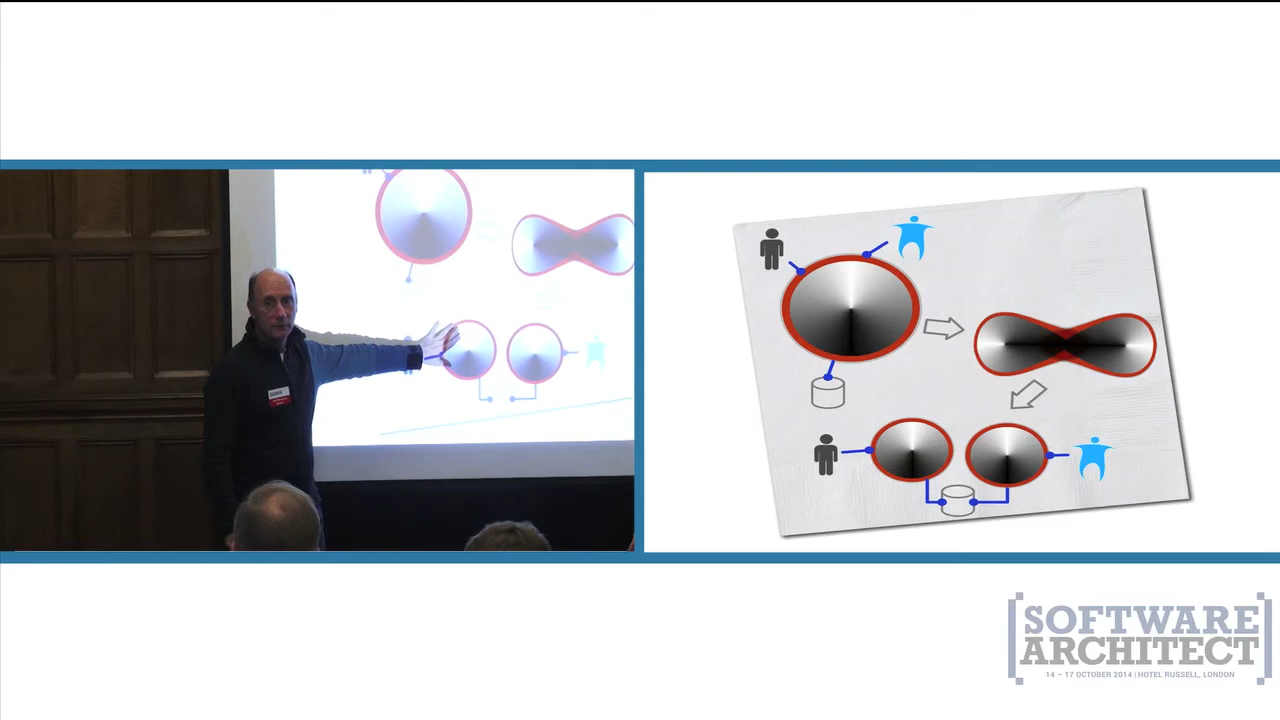 SOFTWARE
ARCHITECT
14 – 17 OCTOBER 2014 | HOTEL RUSSELL, LONDON